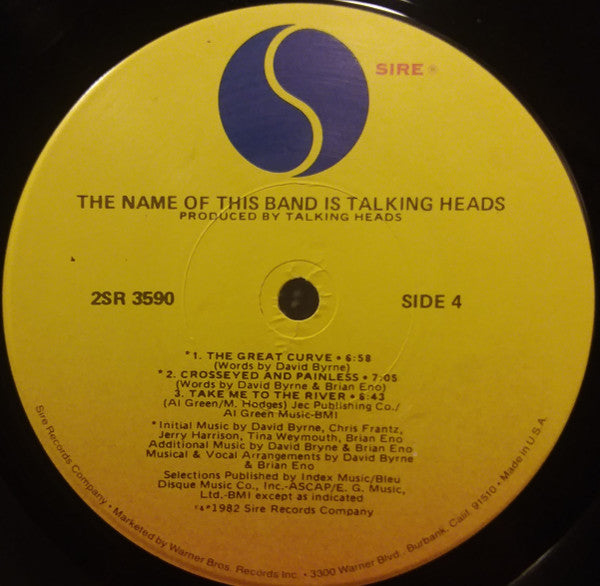 SIRE ®
THE NAME OF THIS BAND IS TALKING HEADS
PRODUCED BY TALKING HEADS
2SR 3590
SIDE 4
*1. THE GREAT CURVE • 6:58
(Words by David Byrne)
*2. CROSSEYED AND PAINLESS • 7:05
(Words by David Byrne & Brian Eno)
3. TAKE ME TO THE RIVER • 6:43
(Al Green/M. Hodges) Jec Publishing Co./
Al Green Music-BMI
*Initial Music by David Byrne, Chris Frantz,
Jerry Harrison, Tina Weymouth, Brian Eno
Additional Music by David Bryne & Brian Eno
Musical & Vocal Arrangements by David Byrne
& Brian Eno
Selections Published by Index Music/Bleu
Disque Music Co., Inc.-ASCAP/E. G. Music,
Ltd.-BMI except as indicated
1982 Sire Records Company
Sire Records Company • Marketed by Warner Bros. Records Inc. • 3300 Warner Blvd., Burbank, Calif. 91510 • Made in U.S.A.